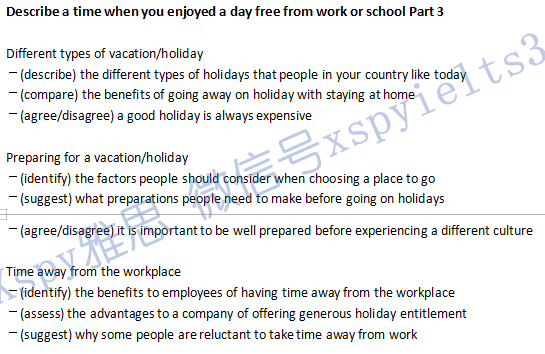 Describe a time when you enjoyed a day free from work or school Part 3
Different types of vacation/holiday
— (describe) the different types of holidays that people in your country like today
— (compare) the benefits of going away on holiday with staying at home
— (agree/disagree) a good holiday is always expensive
Preparing for a vacation/holiday
— (identify) the factors people should consider when choosing a place to go
— (suggest) what preparations people need to make before going on holidays
— (agree/disagree) it is important to be well prepared before experiencing a different culture
Time away from the workplace
— (identify) the benefits to employees of having time away from the workplace
— (assess) the advantages to a company of offering generous holiday entitlement
— (suggest) why some people are reluctant to take time away from work
xspy雅思 微信号xspyielts3